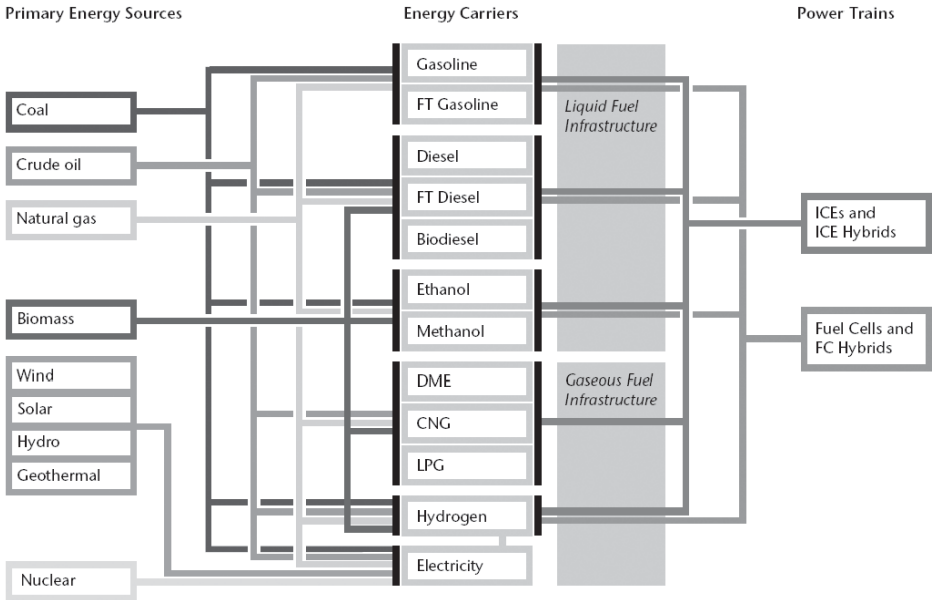 Primary Energy Sources
Energy Carriers
Power Trains
Coal
Crude oil
Natural gas
Biomass
Wind
Solar
Hydro
Geothermal
Nuclear
Gasoline
FT Gasoline
Diesel
FT Diesel
Biodiesel
Ethanol
Methanol
DME
CNG
LPG
Hydrogen
Electricity
Liquid Fuel
Infrastructure
Gaseous Fuel
Infrastructure
ICEs and
ICE Hybrids
Fuel Cells and
FC Hybrids